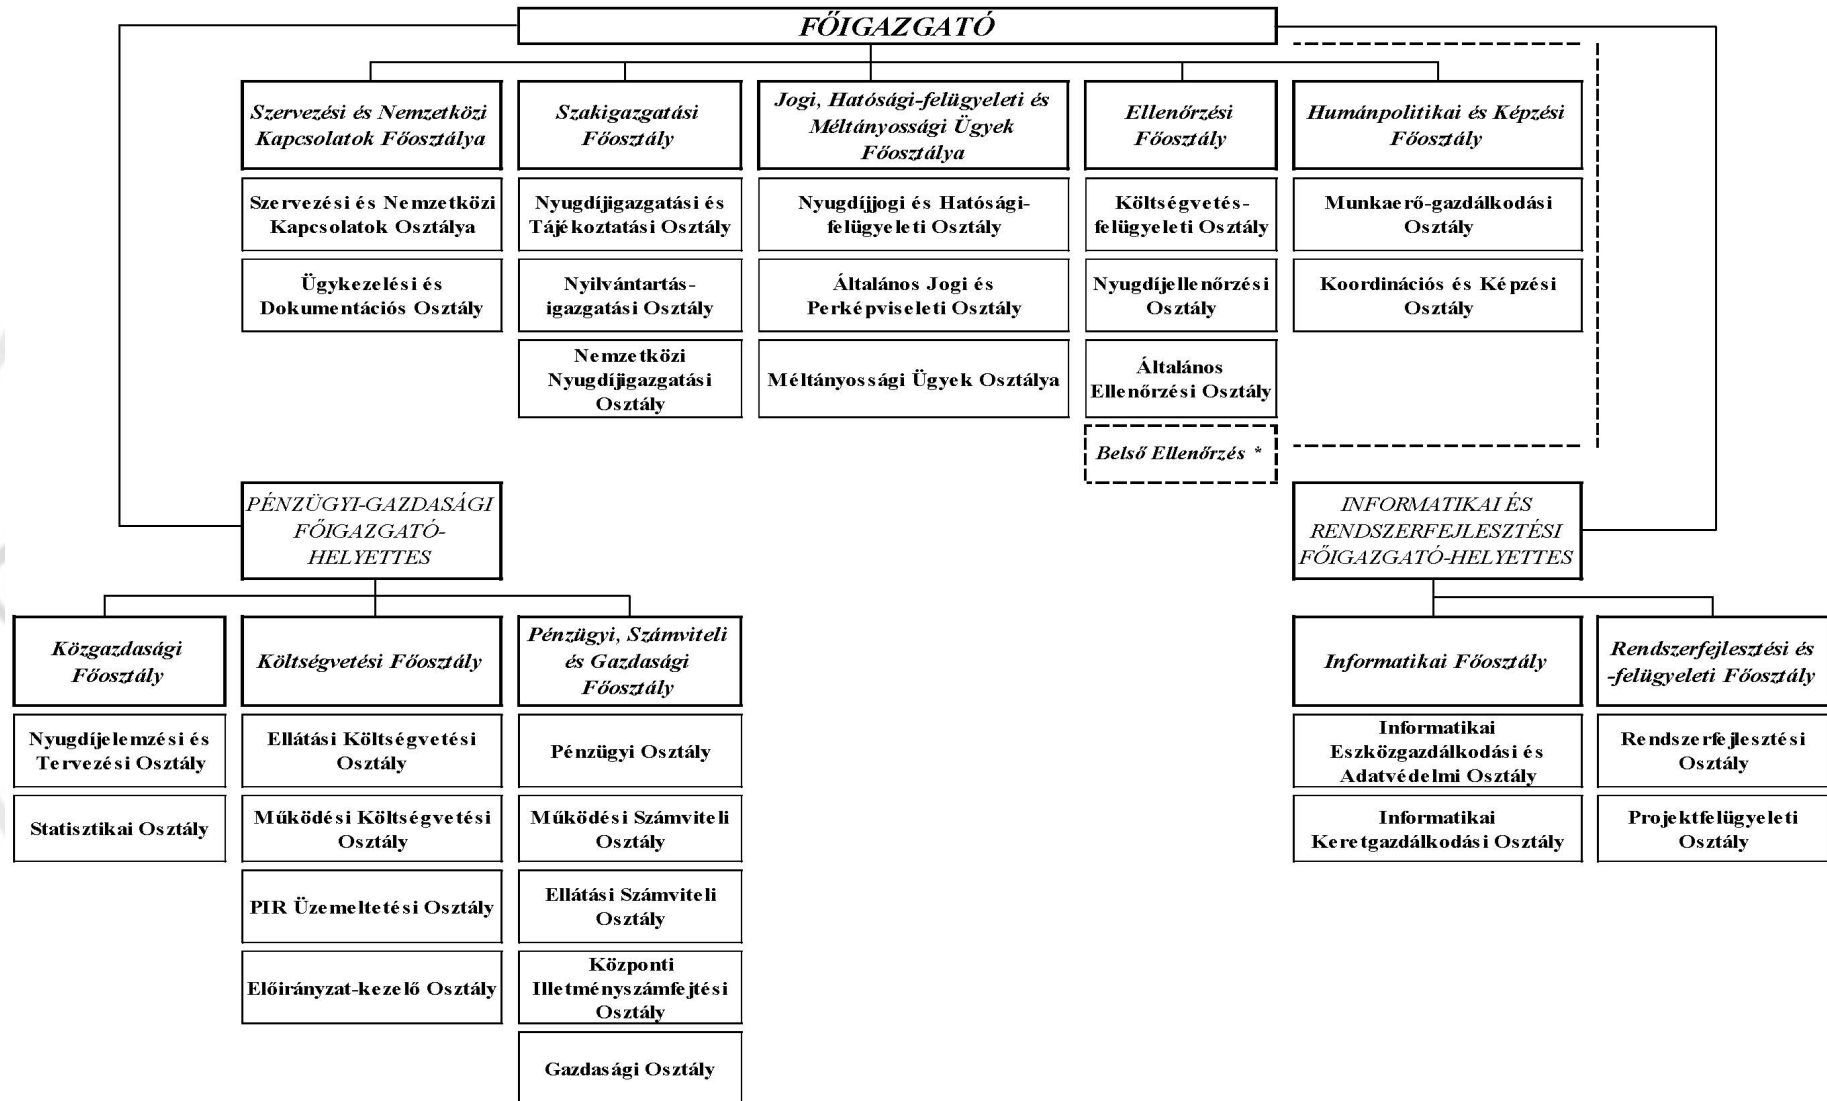 FŐIGAZGATÓ
Szervezési és Nemzetközi
Kapcsolatok Főosztálya
Szakigazgatási
Főosztály
Jogi, Hatósági-felügyeleti és
Méltányossági Ügyek
Főosztálya
Ellenőrzési
Főosztály
Humánpolitikai és Képzési
Főosztály
Szervezési és Nemzetközi
Kapcsolatok Osztálya
Nyugdíjigazgatási és
Tájékoztatási Osztály
Nyugdíjjogi és Hatósági-
felügyeleti Osztály
Költségvetés-
felügyeleti Osztály
Munkaerő-gazdálkodási
Osztály
Ügykezelési és
Dokumentációs Osztály
Nyilvántartás-
igazgatási Osztály
Általános Jogi és
Perképviseleti Osztály
Nyugdíjellenőrzési
Osztály
Koordinációs és Képzési
Osztály
Nemzetközi
Nyugdíjigazgatási
Osztály
Méltányossági Ügyek Osztálya
Általános
Ellenőrzési Osztály
Belső Ellenőrzés *
PÉNZÜGYI-GAZDASÁGI
FŐIGAZGATÓ-
HELYETTES
INFORMATIKAI ÉS
RENDSZERFEJLESZTÉSI
FŐIGAZGATÓ-HELYETTES
Közgazdasági
Főosztály
Költségvetési Főosztály
Pénzügyi, Számviteli
és Gazdasági
Főosztály
Informatikai Főosztály
Rendszerfejlesztési és
-felügyeleti Főosztály
Nyugdíjelemzési és
Tervezési Osztály
Ellátási Költségvetési
Osztály
Pénzügyi Osztály
Informatikai
Eszközgazdálkodási és
Adatvédelmi Osztály
Rendszerfejlesztési
Osztály
Statisztikai Osztály
Működési Költségvetési
Osztály
Működési Számviteli
Osztály
Informatikai
Keretgazdálkodási Osztály
Projektfelügyeleti
Osztály
PIR Üzemeltetési Osztály
Ellátási Számviteli
Osztály
Előirányzat-kezelő Osztály
Központi
Illetményszámfejtési
Osztály
Gazdasági Osztály